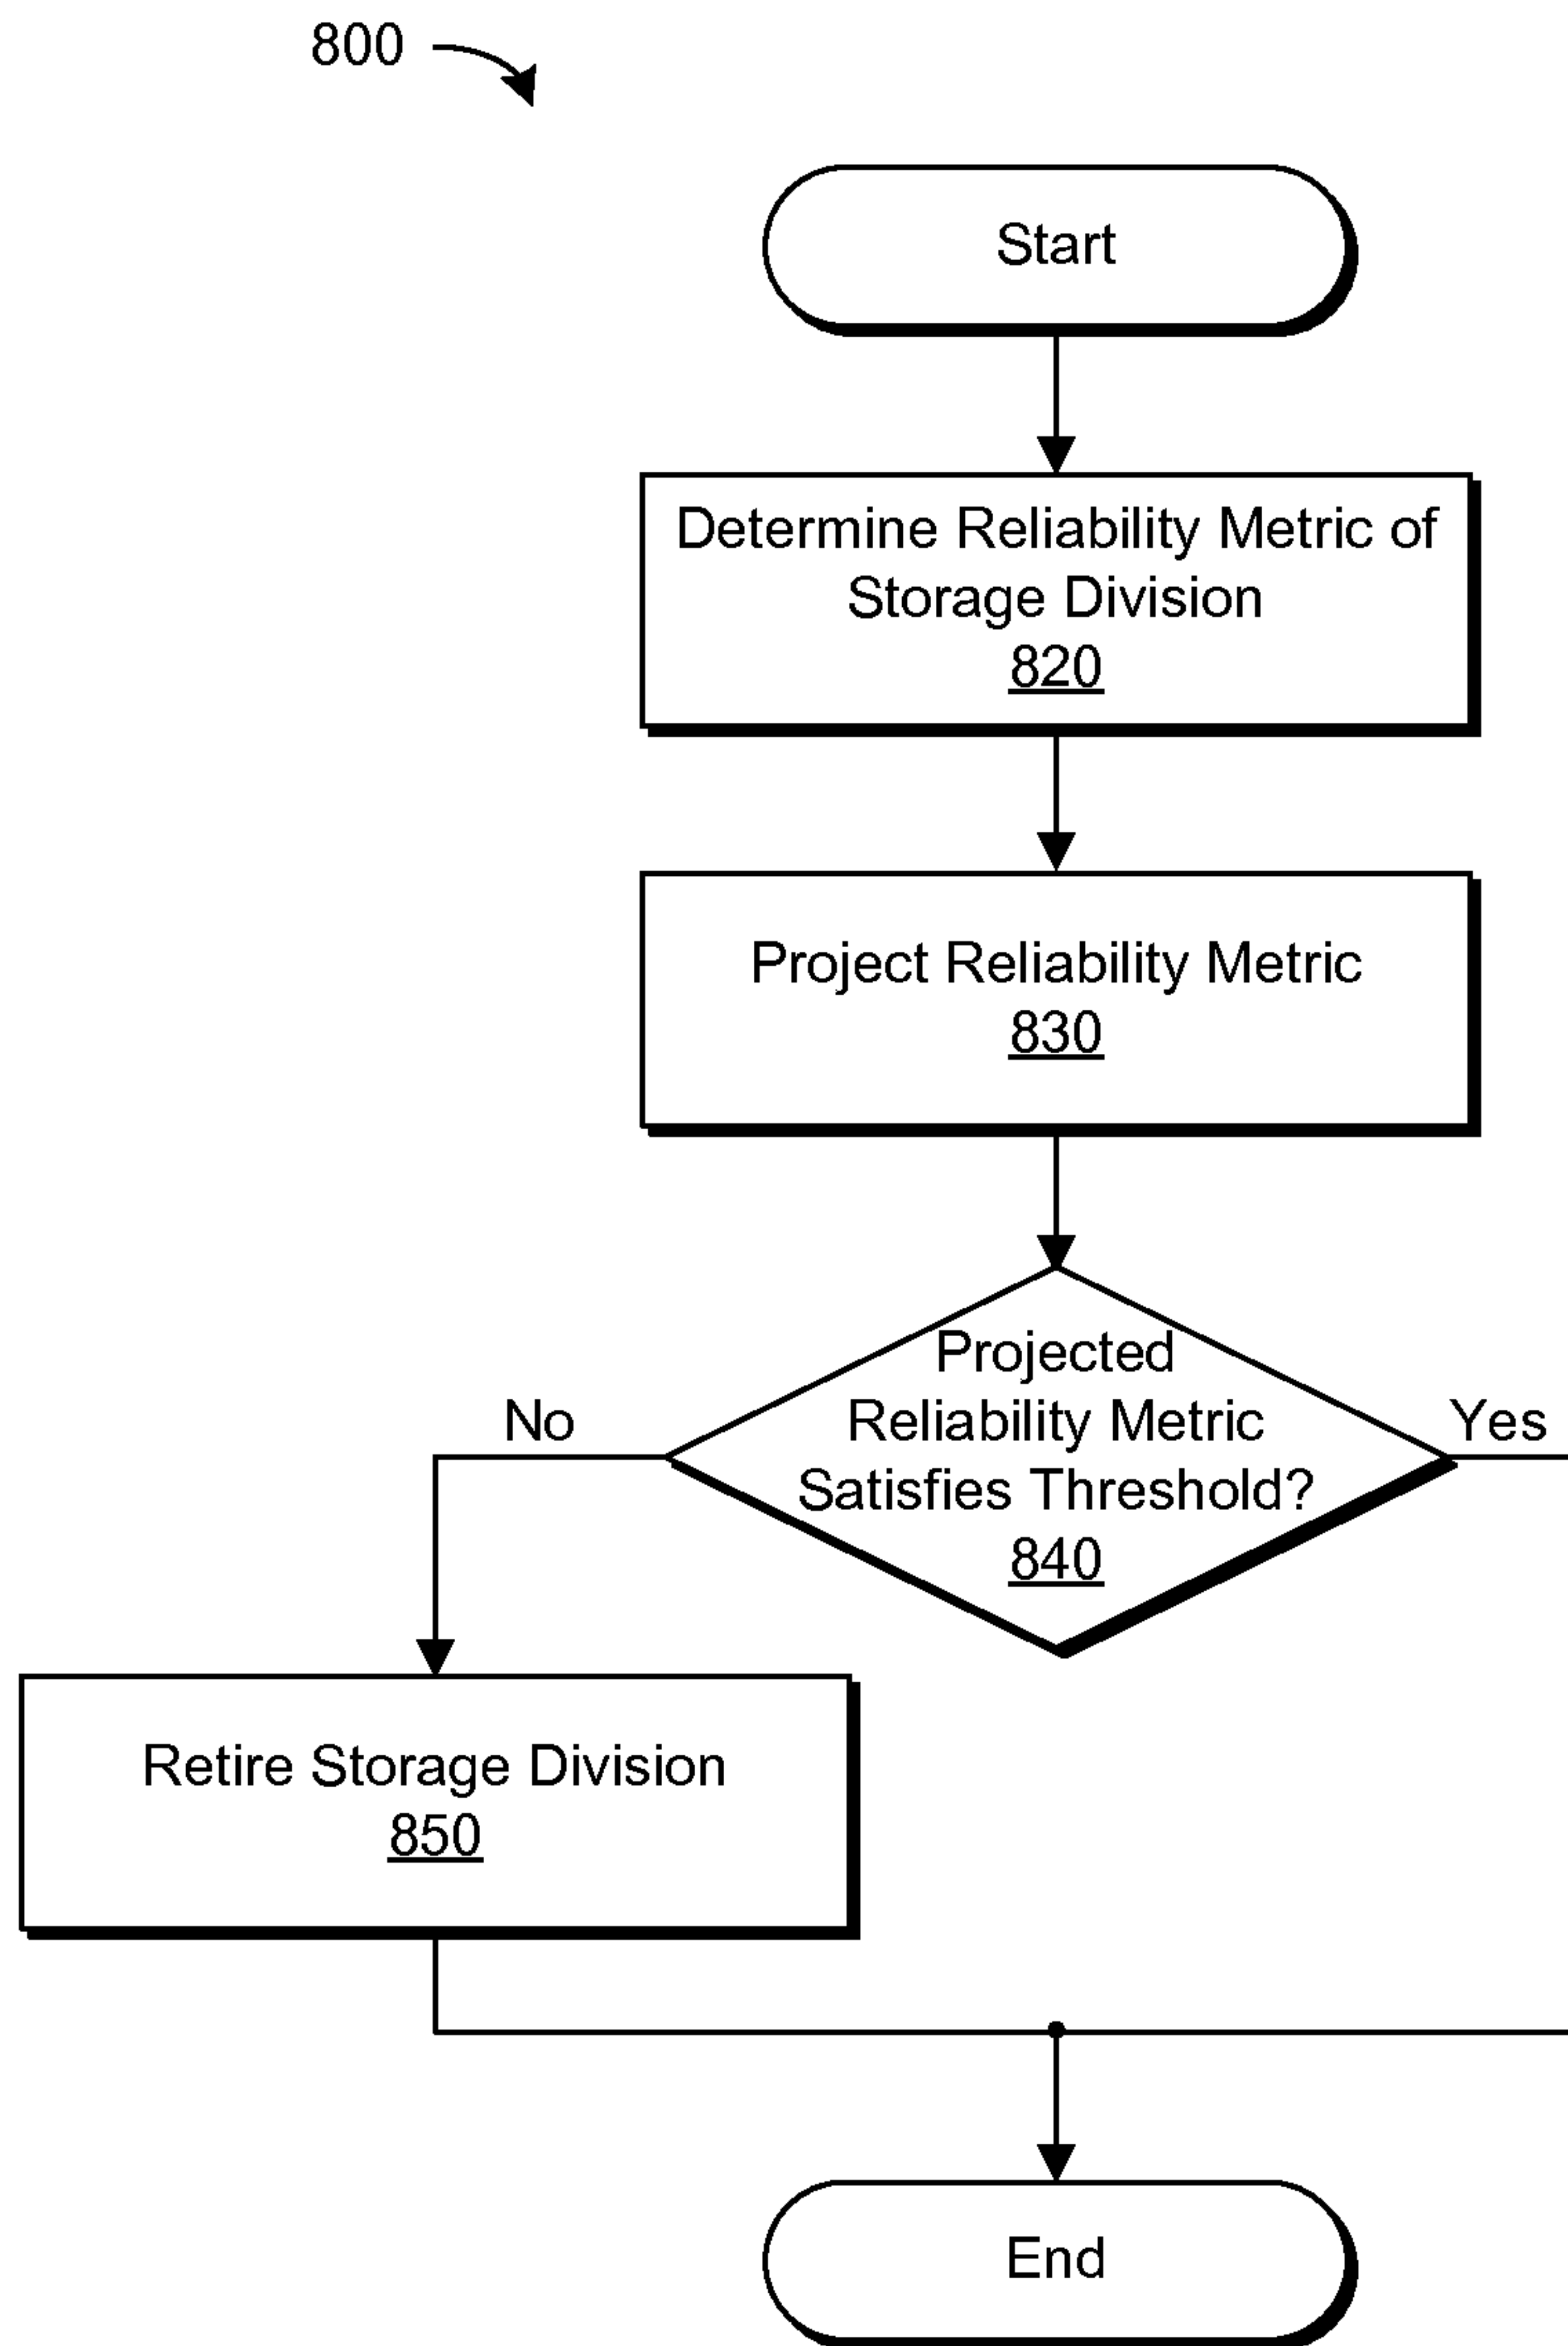 800
Start
Determine Reliability Metric of
Storage Division
820
Project Reliability Metric
830
Projected
Reliability Metric
Satisfies Threshold?
840
No
Yes
Retire Storage Division
850
End